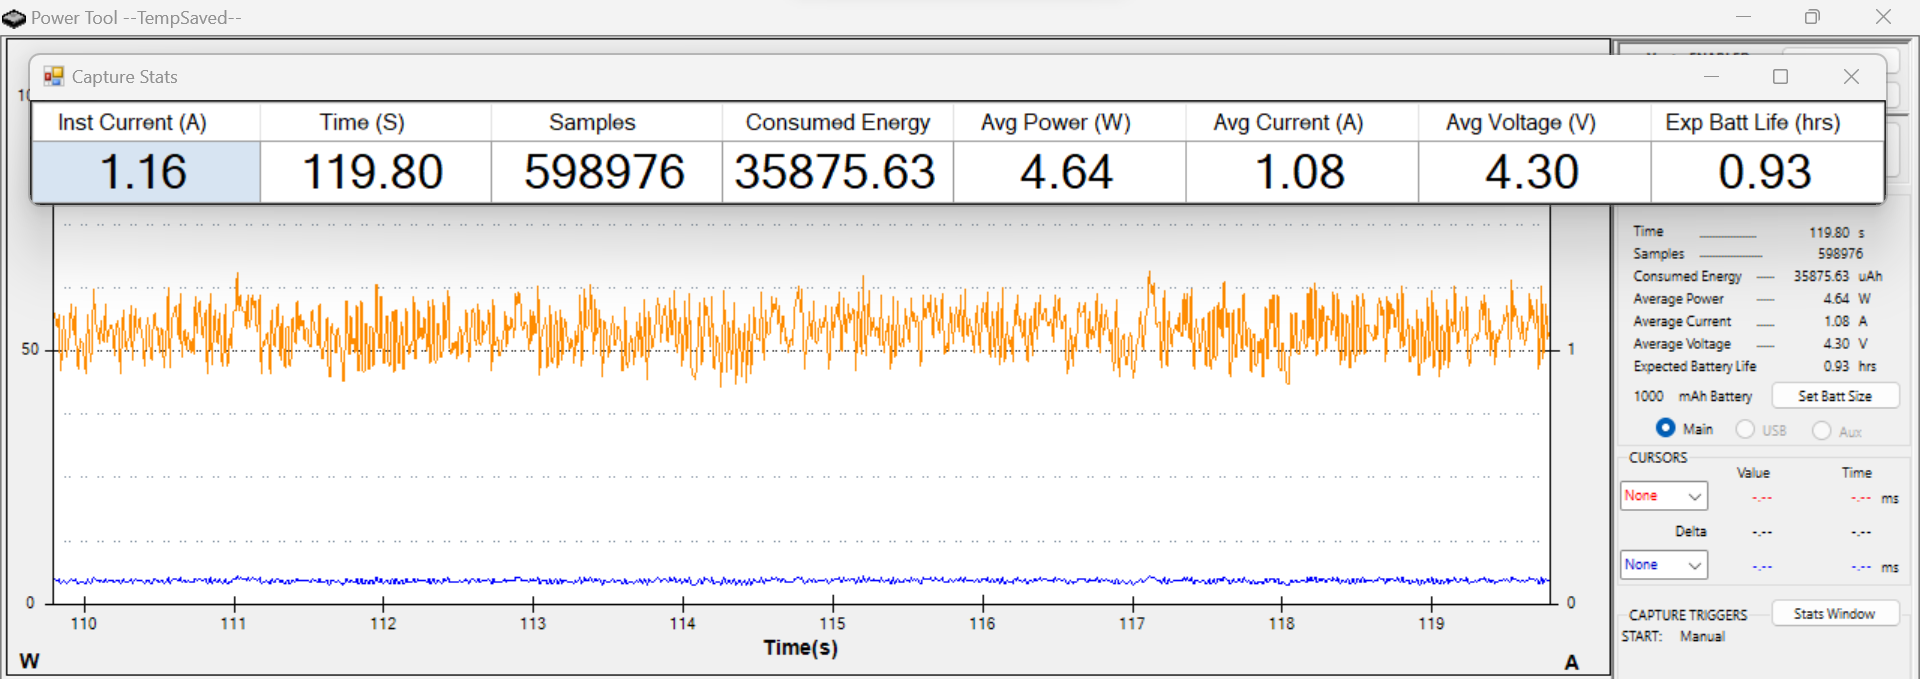 Power Tool --TempSaved--
Capture Stats
Inst Current (A) Time (S) Samples Consumed Energy Avg Power (W) Avg Current (A) Avg Voltage (V) Exp Batt Life (hrs)
1.16 119.80 598976 35875.63 4.64 1.08 4.30 0.93
50
1
0
0
110 111 112 113 114 115 116 117 118 119
Time(s)
W
A
Time 119.80 s
Samples 598976
Consumed Energy 35875.63 uAh
Average Power 4.64 W
Average Current 1.08 A
Average Voltage 4.30 V
Expected Battery Life 0.93 hrs
1000 mAh Battery Set Batt Size
Main USB Aux
CURSORS
Value Time
None -.-- -.-- ms
Delta -.-- -.--
None -.-- -.-- ms
CAPTURE TRIGGERS Stats Window
START: Manual